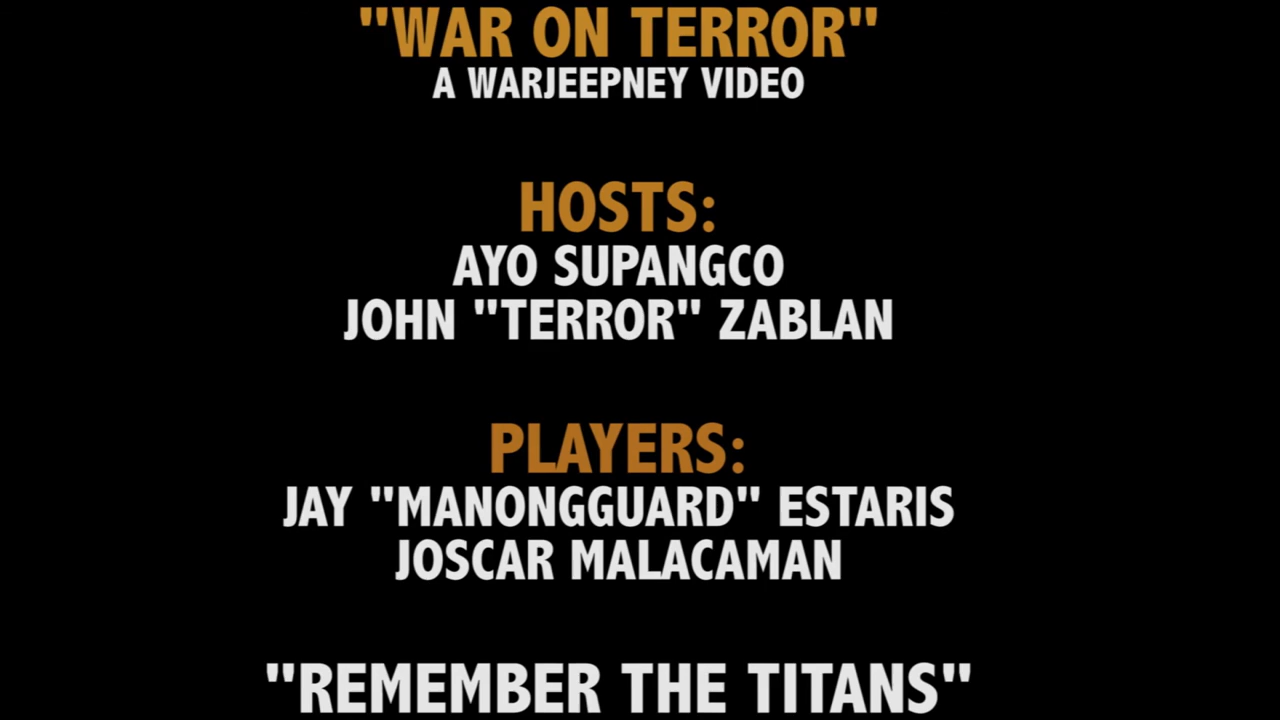 "WAR ON TERROR"
A WARJEEPNEY VIDEO
HOSTS:
AYO SUPANGCO
JOHN "TERROR" ZABLAN
PLAYERS:
JAY "MANONGGUARD" ESTARIS
JOSCAR MALACAMAN
"REMEMBER THE TITANS"